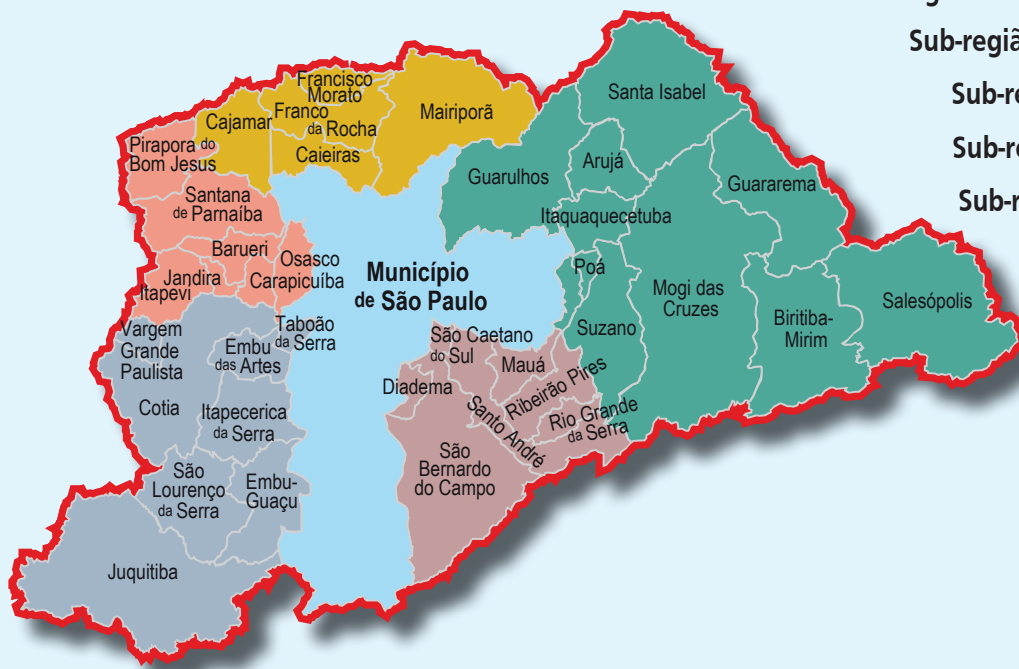 Sub-região
Sub-re
Sub-re
Sub-r
Francisco
Morato
Franco
da Rocha
Cajamar
Mairiporã
Caieiras
Pirapora do
Bom Jesus
Santana
de Parnaíba
Barueri
Osasco
Jandira
Carapicuíba
Itapevi
Santa Isabel
Arujá
Guarulhos
Guararema
Itaquaquecetuba
Poá
Mogi das
Cruzes
Suzano
Biritiba-
Mirim
Salesópolis
Município
de São Paulo
Vargem
Grande
Paulista
Taboão
da Serra
Embu
das Artes
Cotia
Itapecerica
da Serra
São
Lourenço
da Serra
Embu-
Guaçu
Juquitiba
São Caetano
do Sul
Mauá
Diadema
Ribeirão Pires
Santo André
Rio Grande
da Serra
São
Bernardo
do Campo